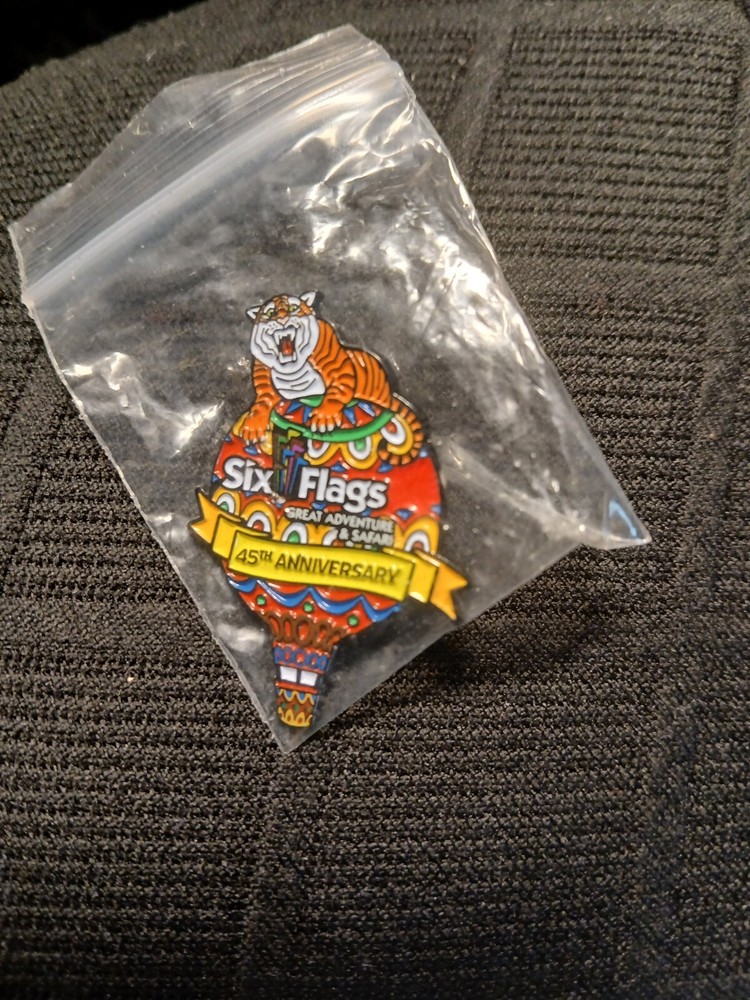 Six Flags
GREAT ADVENTURE
& SAFARI
45TH ANNIVERSARY